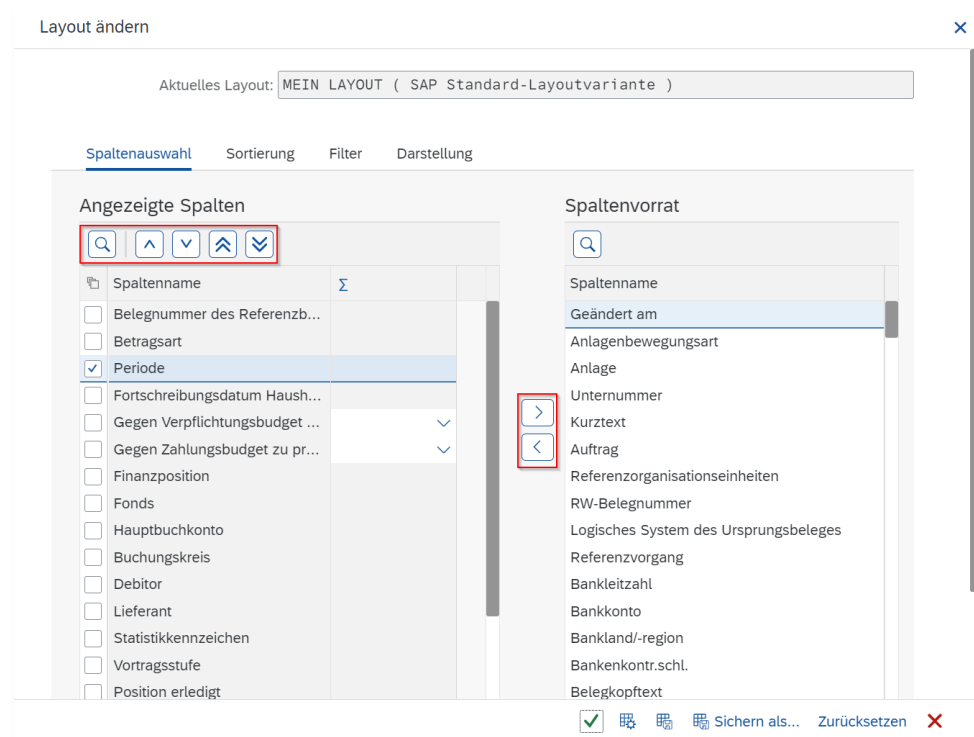 Layout ändern
Aktuelles Layout: MEIN LAYOUT ( SAP Standard-Layoutvariante )
Spaltenauswahl Sortierung Filter Darstellung
Angezeigte Spalten
Spaltenname Σ
Belegnummer des Referenzb...
Betragsart
Periode
Fortschreibungsdatum Haush...
Gegen Verpflichtungsbudget ...
Gegen Zahlungsbudget zu pr...
Finanzposition
Fonds
Hauptbuchkonto
Buchungskreis
Debitor
Lieferant
Statistikkennzeichen
Vortragsstufe
Position erledigt
Spaltenvorrat
Spaltenname
Geändert am
Anlagenbewegungsart
Anlage
Unternummer
Kurztext
Auftrag
Referenzorganisationseinheiten
RW-Belegnummer
Logisches System des Ursprungsbeleges
Referenzvorgang
Bankleitzahl
Bankkonto
Bankland/-region
Bankenkontr.schl.
Belegkopftext
Sichern als... Zurücksetzen